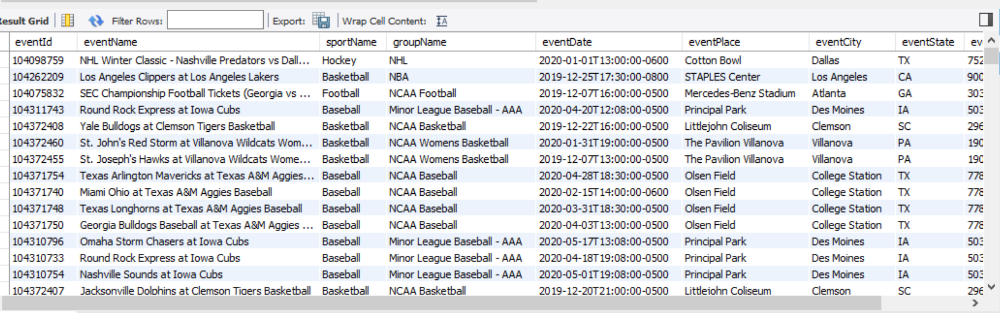 Result Grid Filter Rows: Export: Wrap Cell Content:
eventId eventName sportName groupName eventDate eventPlace eventCity eventState ev
104098759 NHL Winter Classic - Nashville Predators vs Dall... Hockey NHL 2020-01-01T13:00:00-0600 Cotton Bowl Dallas TX 752
104262209 Los Angeles Clippers at Los Angeles Lakers Basketball NBA 2019-12-25T17:30:00-0800 STAPLES Center Los Angeles CA 900
104075832 SEC Championship Football Tickets (Georgia vs ... Football NCAA Football 2019-12-07T16:00:00-0500 Mercedes-Benz Stadium Atlanta GA 303
104311743 Round Rock Express at Iowa Cubs Baseball Minor League Baseball - AAA 2020-04-20T12:08:00-0500 Principal Park Des Moines IA 503
104372408 Yale Bulldogs at Clemson Tigers Basketball Basketball NCAA Basketball 2019-12-22T16:00:00-0500 Littlejohn Coliseum Clemson SC 296
104372460 St. John's Red Storm at Villanova Wildcats Wom... Basketball NCAA Womens Basketball 2020-01-31T19:00:00-0500 The Pavilion Villanova Villanova PA 190
104372455 St. Joseph's Hawks at Villanova Wildcats Wome... Basketball NCAA Womens Basketball 2019-12-07T13:00:00-0500 The Pavilion Villanova Villanova PA 190
104371754 Texas Arlington Mavericks at Texas A&M Aggies... Baseball NCAA Baseball 2020-04-28T18:30:00-0500 Olsen Field College Station TX 778
104371740 Miami Ohio at Texas A&M Aggies Baseball Baseball NCAA Baseball 2020-02-15T14:00:00-0600 Olsen Field College Station TX 778
104371748 Texas Longhorns at Texas A&M Aggies Baseball Baseball NCAA Baseball 2020-03-31T18:30:00-0500 Olsen Field College Station TX 778
104371750 Georgia Bulldogs Baseball at Texas A&M Aggies ... Baseball NCAA Baseball 2020-04-03T13:00:00-0500 Olsen Field College Station TX 778
104310796 Omaha Storm Chasers at Iowa Cubs Baseball Minor League Baseball - AAA 2020-05-17T13:08:00-0500 Principal Park Des Moines IA 503
104310733 Round Rock Express at Iowa Cubs Baseball Minor League Baseball - AAA 2020-04-18T19:08:00-0500 Principal Park Des Moines IA 503
104310754 Nashville Sounds at Iowa Cubs Baseball Minor League Baseball - AAA 2020-05-01T19:08:00-0500 Principal Park Des Moines IA 503
104372407 Jacksonville Dolphins at Clemson Tigers Basketball Basketball NCAA Basketball 2019-12-20T21:00:00-0500 Littlejohn Coliseum Clemson SC 296